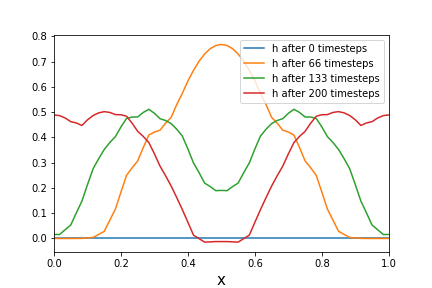 0.8
0.7
0.6
0.5
0.4
0.3
0.2
0.1
0.0
h after 0 timesteps
h after 66 timesteps
h after 133 timesteps
h after 200 timesteps
0.0 0.2 0.4 0.6 0.8 1.0
x